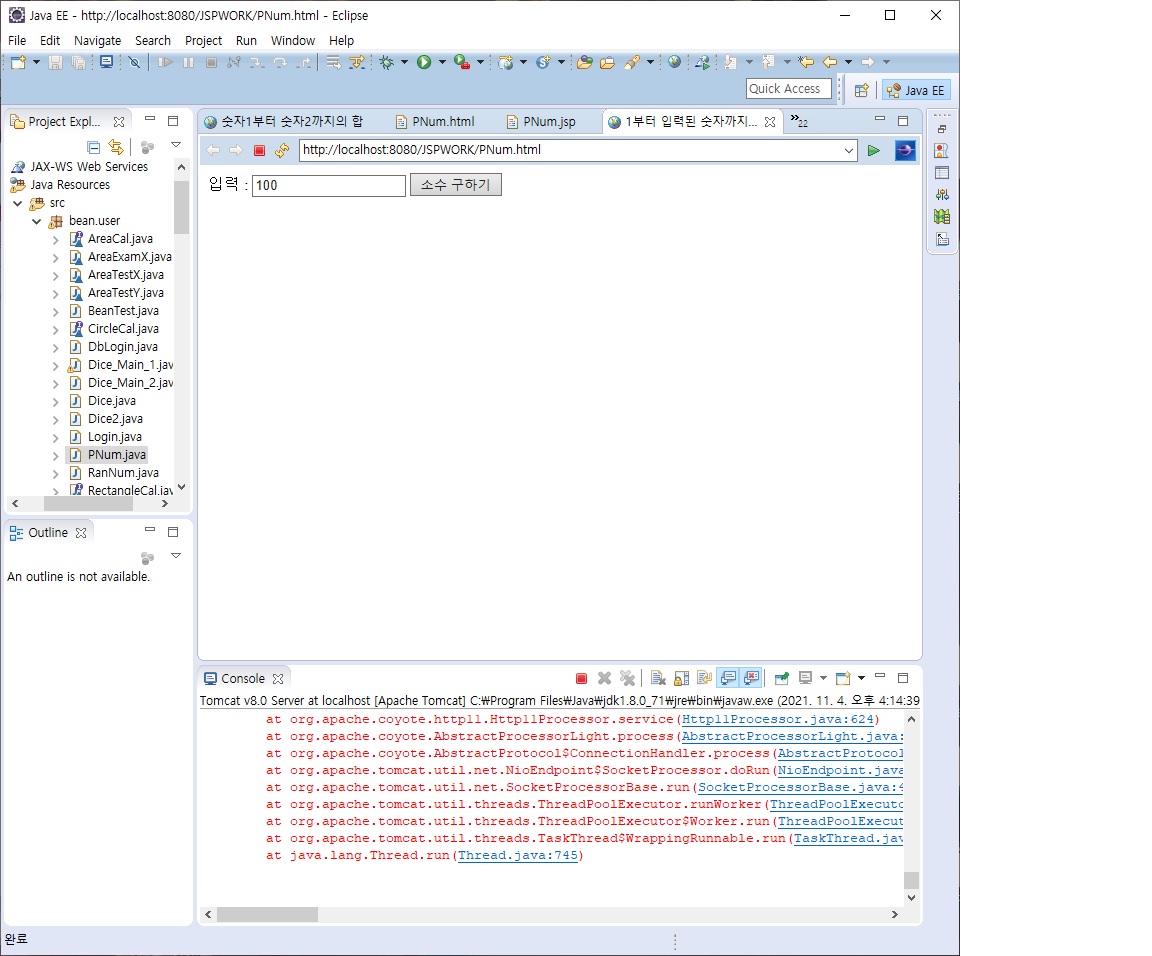 Java EE - http://localhost:8080/JSPWORK/PNum.html - Eclipse
File Edit Navigate Search Project Run Window Help
Quick Access
Java EE
Project Expl...
JAX-WS Web Services
Java Resources
src
bean.user
AreaCal.java
AreaExamX.java
AreaTestX.java
AreaTestY.java
BeanTest.java
CircleCal.java
DbLogin.java
Dice_Main_1.jav
Dice_Main_2.jav
Dice.java
Dice2.java
Login.java
PNum.java
RanNum.java
RectangleCal.jav
Outline
An outline is not available.
숫자1부터 숫자2까지의 합 PNum.html PNum.jsp 1부터 입력된 숫자까지... »22
http://localhost:8080/JSPWORK/PNum.html
입력 : 100 소수 구하기
Console
Tomcat v8.0 Server at localhost [Apache Tomcat] C:₩Program Files₩Java₩jdk1.8.0_71₩jre₩bin₩javaw.exe (2021. 11. 4. 오후 4:14:39
at org.apache.coyote.http11.Http11Processor.service(Http11Processor.java:624)
at org.apache.coyote.AbstractProcessorLight.process(AbstractProcessorLight.java:
at org.apache.coyote.AbstractProtocol$ConnectionHandler.process(AbstractProtocol
at org.apache.tomcat.util.net.NioEndpoint$SocketProcessor.doRun(NioEndpoint.java
at org.apache.tomcat.util.net.SocketProcessorBase.run(SocketProcessorBase.java:4
at org.apache.tomcat.util.threads.ThreadPoolExecutor.runWorker(ThreadPoolExecuto
at org.apache.tomcat.util.threads.ThreadPoolExecutor$Worker.run(ThreadPoolExecut
at org.apache.tomcat.util.threads.TaskThread$WrappingRunnable.run(TaskThread.jav
at java.lang.Thread.run(Thread.java:745)
완료